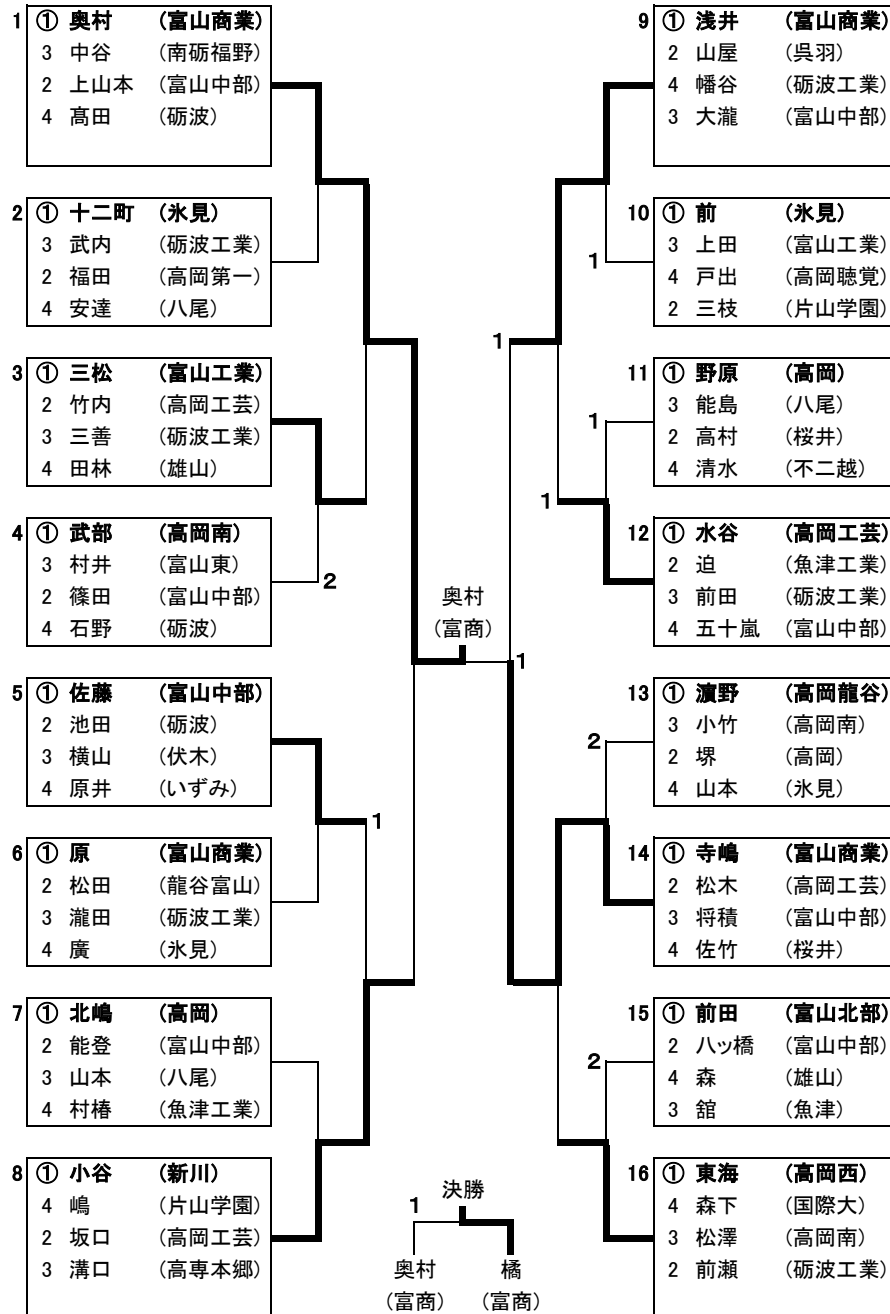 1 ① 奥村 (富山商業)
3 中谷 (南砺福野)
2 上山本 (富山中部)
4 髙田 (砺波)
2 ① 十二町 (氷見)
3 武内 (砺波工業)
2 福田 (高岡第一)
4 安達 (八尾)
3 ① 三松 (富山工業)
2 竹内 (高岡工芸)
3 三善 (砺波工業)
4 田林 (雄山)
4 ① 武部 (高岡南)
3 村井 (富山東)
2 篠田 (富山中部)
4 石野 (砺波)
2
5 ① 佐藤 (富山中部)
2 池田 (砺波)
3 横山 (伏木)
4 原井 (いずみ)
1
6 ① 原 (富山商業)
2 松田 (龍谷富山)
3 瀧田 (砺波工業)
4 廣 (氷見)
7 ① 北嶋 (高岡)
2 能登 (富山中部)
3 山本 (八尾)
4 村椿 (魚津工業)
8 ① 小谷 (新川)
4 嶋 (片山学園)
2 坂口 (高岡工芸)
3 溝口 (高専本郷)
奥村
(富商)
1
1
9 ① 浅井 (富山商業)
2 山屋 (呉羽)
4 幡谷 (砺波工業)
3 大瀧 (富山中部)
10 ① 前 (氷見)
3 上田 (富山工業)
1
4 戸出 (高岡聴覚)
2 三枝 (片山学園)
11 ① 野原 (高岡)
3 能島 (八尾)
1
2 高村 (桜井)
4 清水 (不二越)
1
12 ① 水谷 (高岡工芸)
2 迫 (魚津工業)
3 前田 (砺波工業)
4 五十嵐 (富山中部)
13 ① 濵野 (高岡龍谷)
3 小竹 (高岡南)
2
2 堺 (高岡)
4 山本 (氷見)
14 ① 寺嶋 (富山商業)
2 松木 (高岡工芸)
3 将積 (富山中部)
4 佐竹 (桜井)
15 ① 前田 (富山北部)
2 八ッ橋 (富山中部)
2
4 森 (雄山)
3 舘 (魚津)
16 ① 東海 (高岡西)
4 森下 (国際大)
3 松澤 (高岡南)
2 前瀬 (砺波工業)
決勝
1
奥村 橘
(富商) (富商)